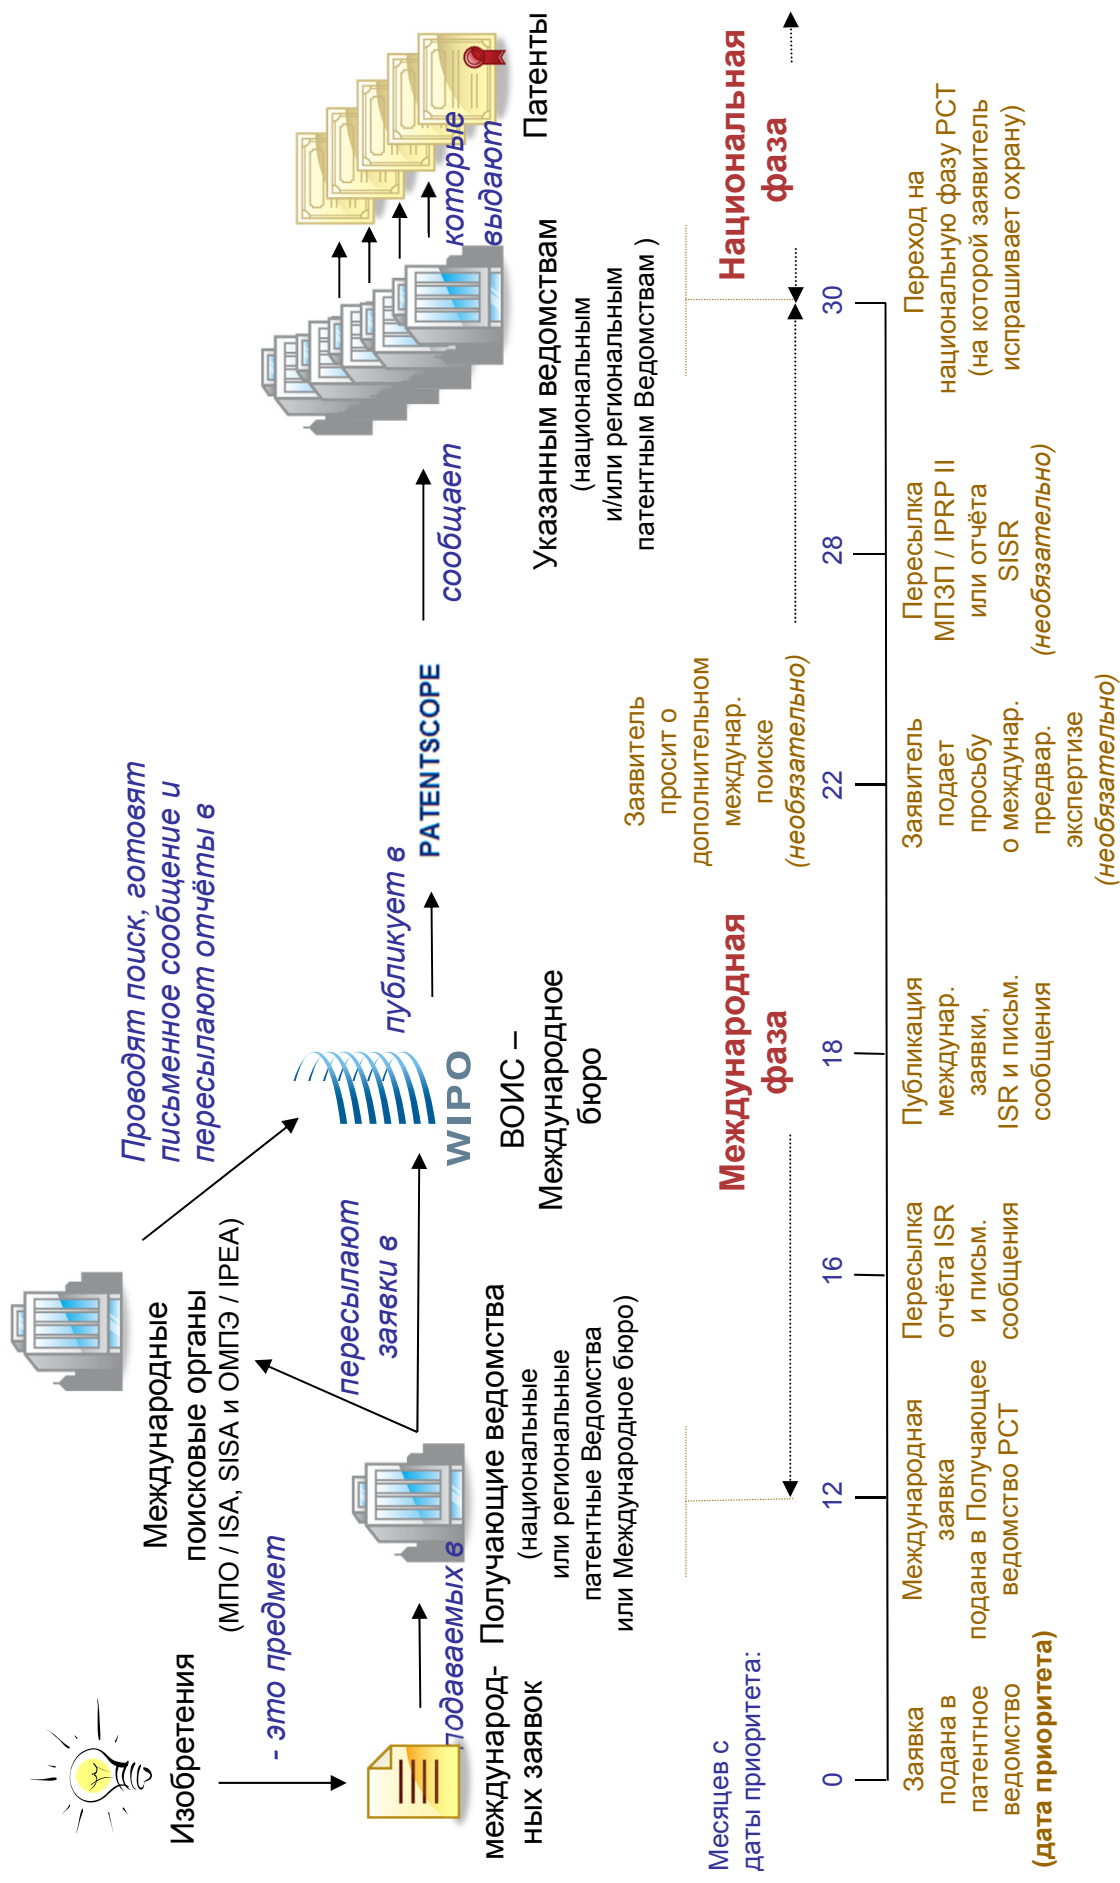 Изобретения
- это предмет
международ-
ных заявок
подаваемых в
Получающие ведомства
(национальные
или региональные
патентные Ведомства
или Международное бюро)
пересылают
заявки в
Международные
поисковые органы
(МПО / ISA, SISA и ОМПЭ / IPEA)
Проводят поиск, готовят
письменное сообщение и
пересылают отчёты в
WIPO
ВОИС –
Международное
бюро
публикует в
PATENTSCOPE
сообщает
Указанным ведомствам
(национальным
и/или региональным
патентным Ведомствам )
которые
выдают
Патенты
Месяцев с
даты приоритета:
Международная
фаза
Национальная
фаза
Заявитель
просит о
дополнительном
междунар.
поиске
(необязательно)
0
12
16
18
22
28
30
Заявка
подана в
патентное
ведомство
(дата приоритета)
Международная
заявка
подана в Получающее
ведомство PCT
Пересылка
отчёта ISR
и письм.
сообщения
Публикация
междунар.
заявки,
ISR и письм.
сообщения
Заявитель
подает
просьбу
о междунар.
предвар.
экспертизе
(необязательно)
Пересылка
МПЗП / IPRP II
или отчёта
SISR
(необязательно)
Переход на
национальную фазу PCT
(на которой заявитель
испрашивает охрану)